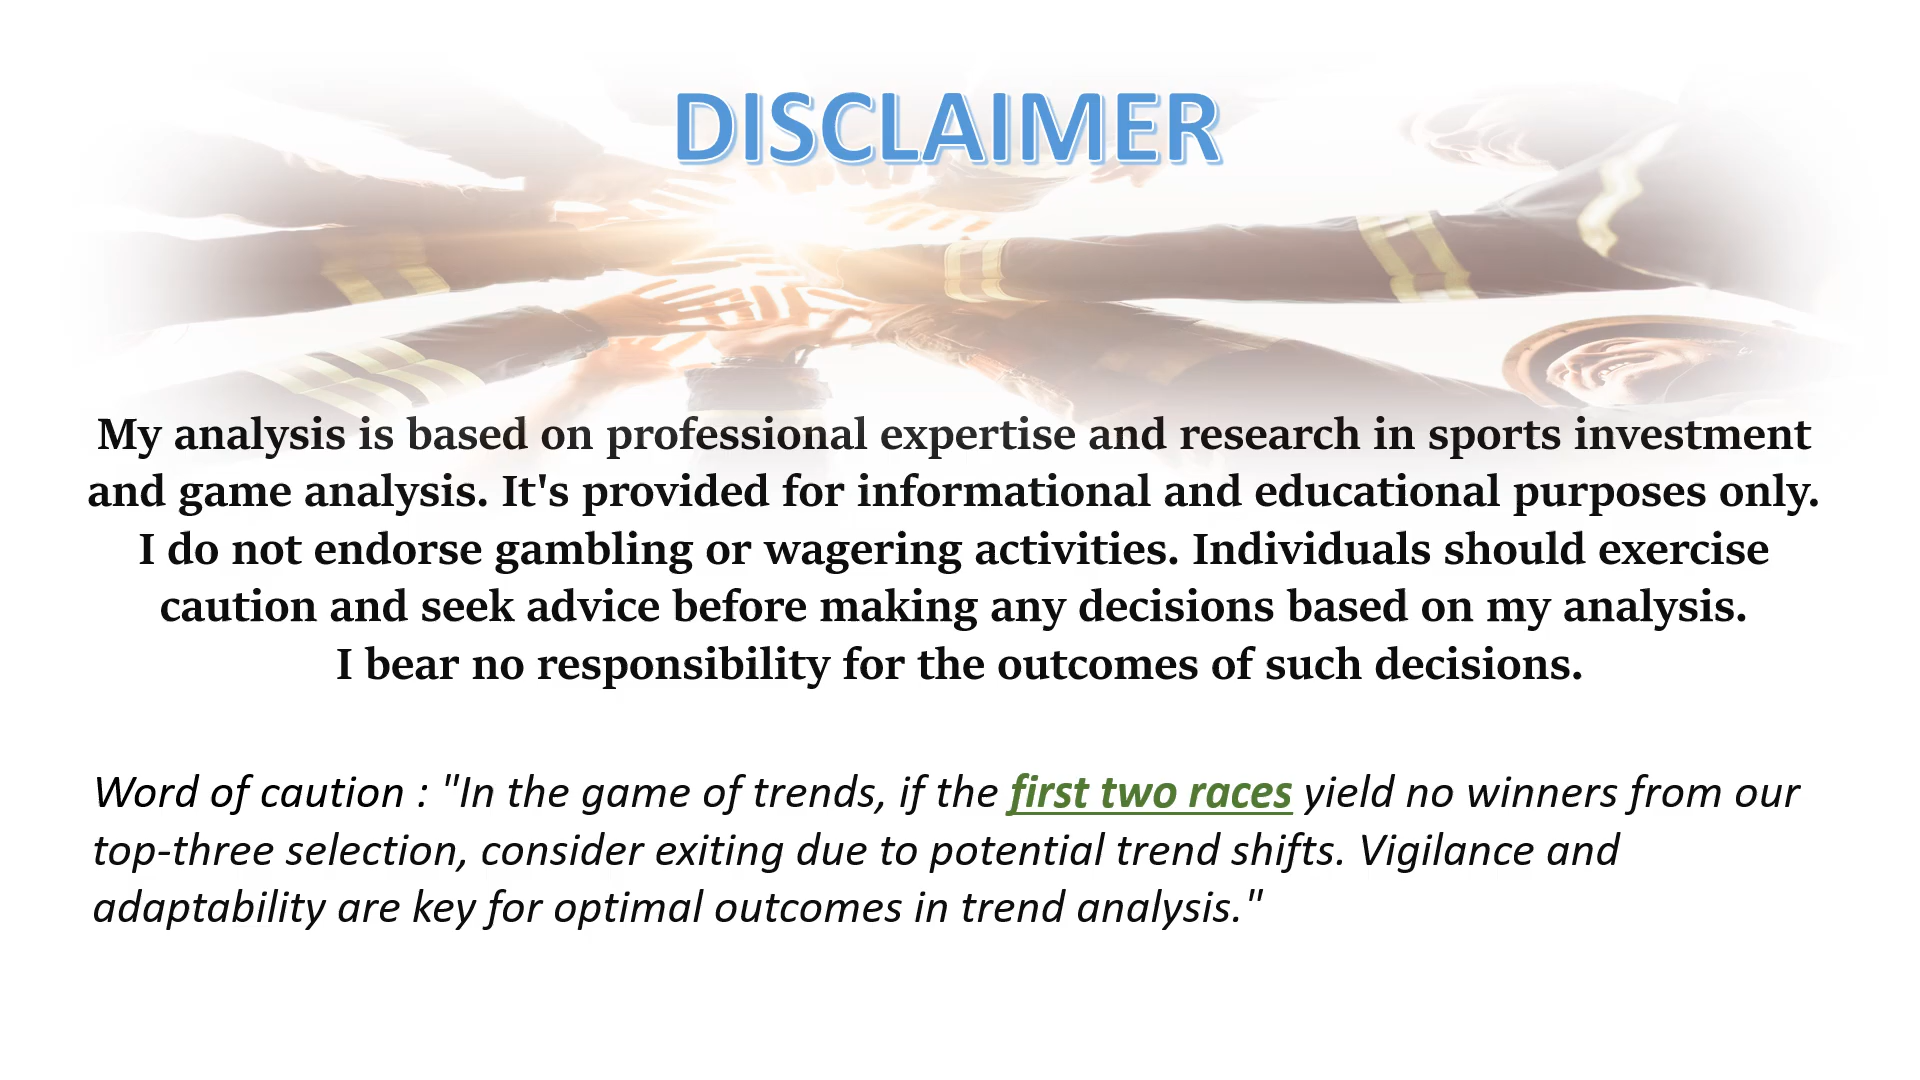 DISCLAIMER
My analysis is based on professional expertise and research in sports investment
and game analysis. It's provided for informational and educational purposes only.
I do not endorse gambling or wagering activities. Individuals should exercise
caution and seek advice before making any decisions based on my analysis.
I bear no responsibility for the outcomes of such decisions.
Word of caution : "In the game of trends, if the first two races yield no winners from our
top-three selection, consider exiting due to potential trend shifts. Vigilance and
adaptability are key for optimal outcomes in trend analysis."